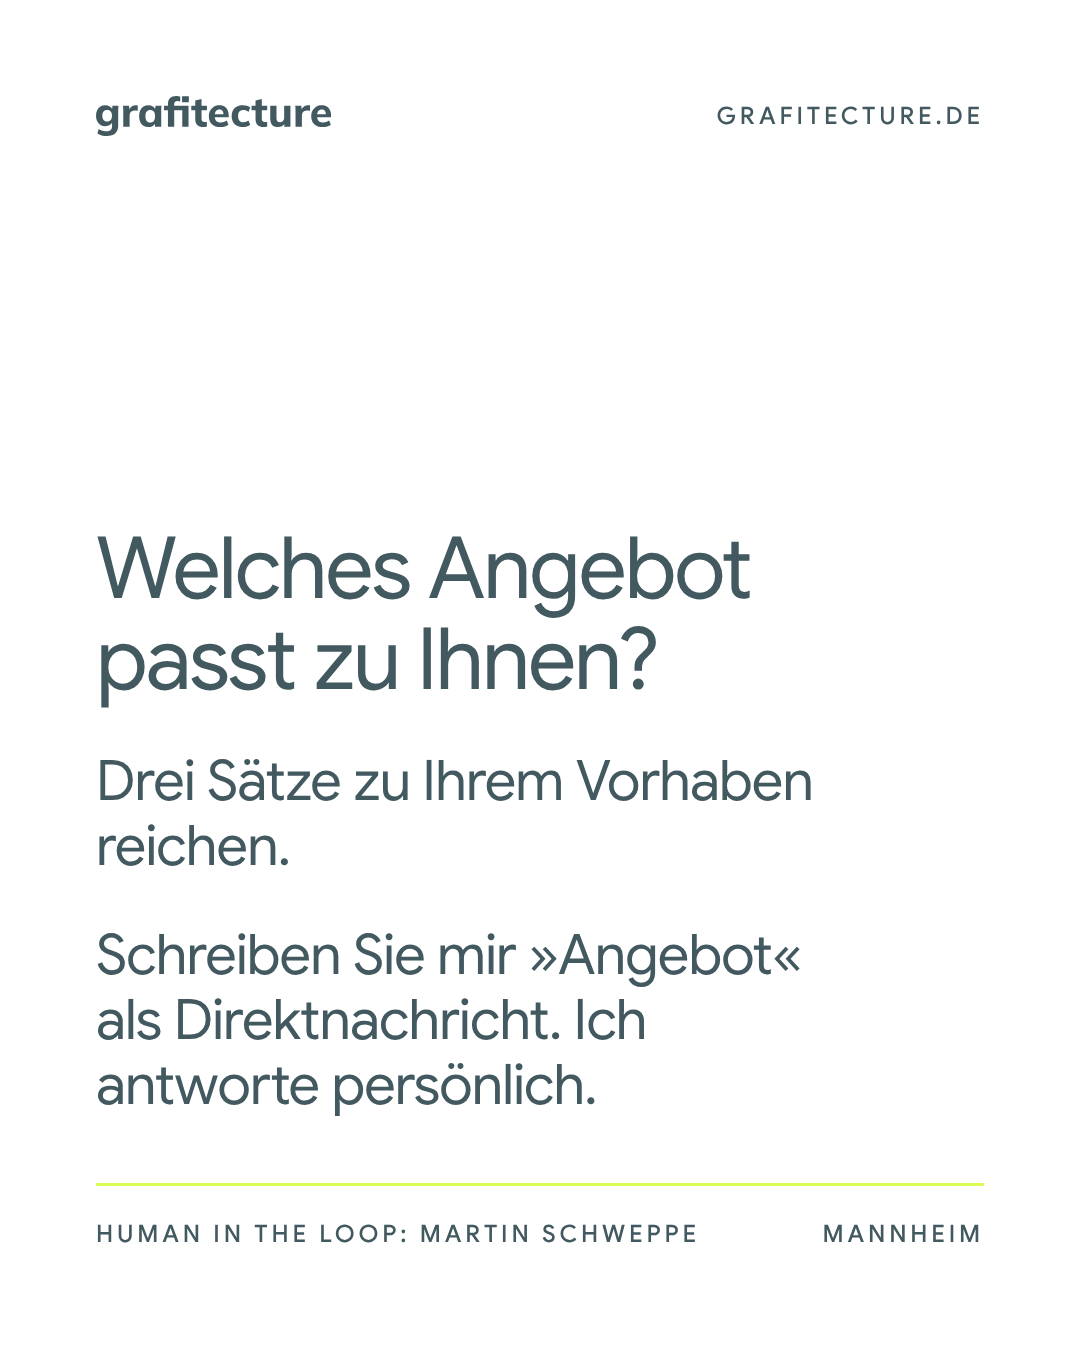 grafitecture
GRAFITECTURE.DE
Welches Angebot
passt zu Ihnen?
Drei Sätze zu Ihrem Vorhaben
reichen.
Schreiben Sie mir »Angebot«
als Direktnachricht. Ich
antworte persönlich.
HUMAN IN THE LOOP: MARTIN SCHWEPPE
MANNHEIM